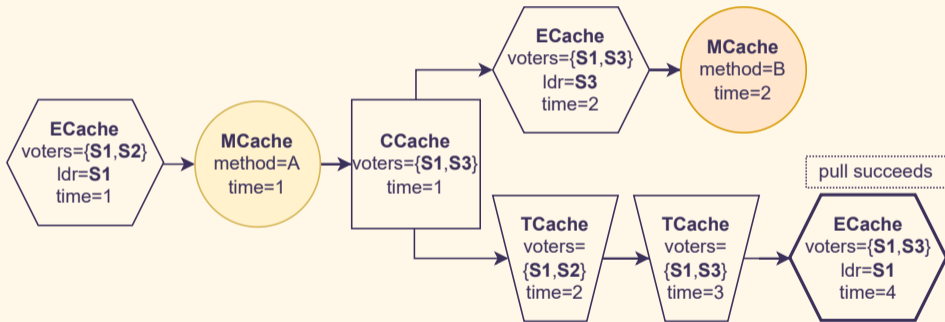 ECache
voters={S1,S2}
ldr=S1
time=1
MCache
method=A
time=1
CCache
voters={S1,S3}
time=1
ECache
voters={S1,S3}
ldr=S3
time=2
MCache
method=B
time=2
TCache
voters=
{S1,S2}
time=2
TCache
voters=
{S1,S3}
time=3
pull succeeds
ECache
voters={S1,S3}
ldr=S1
time=4